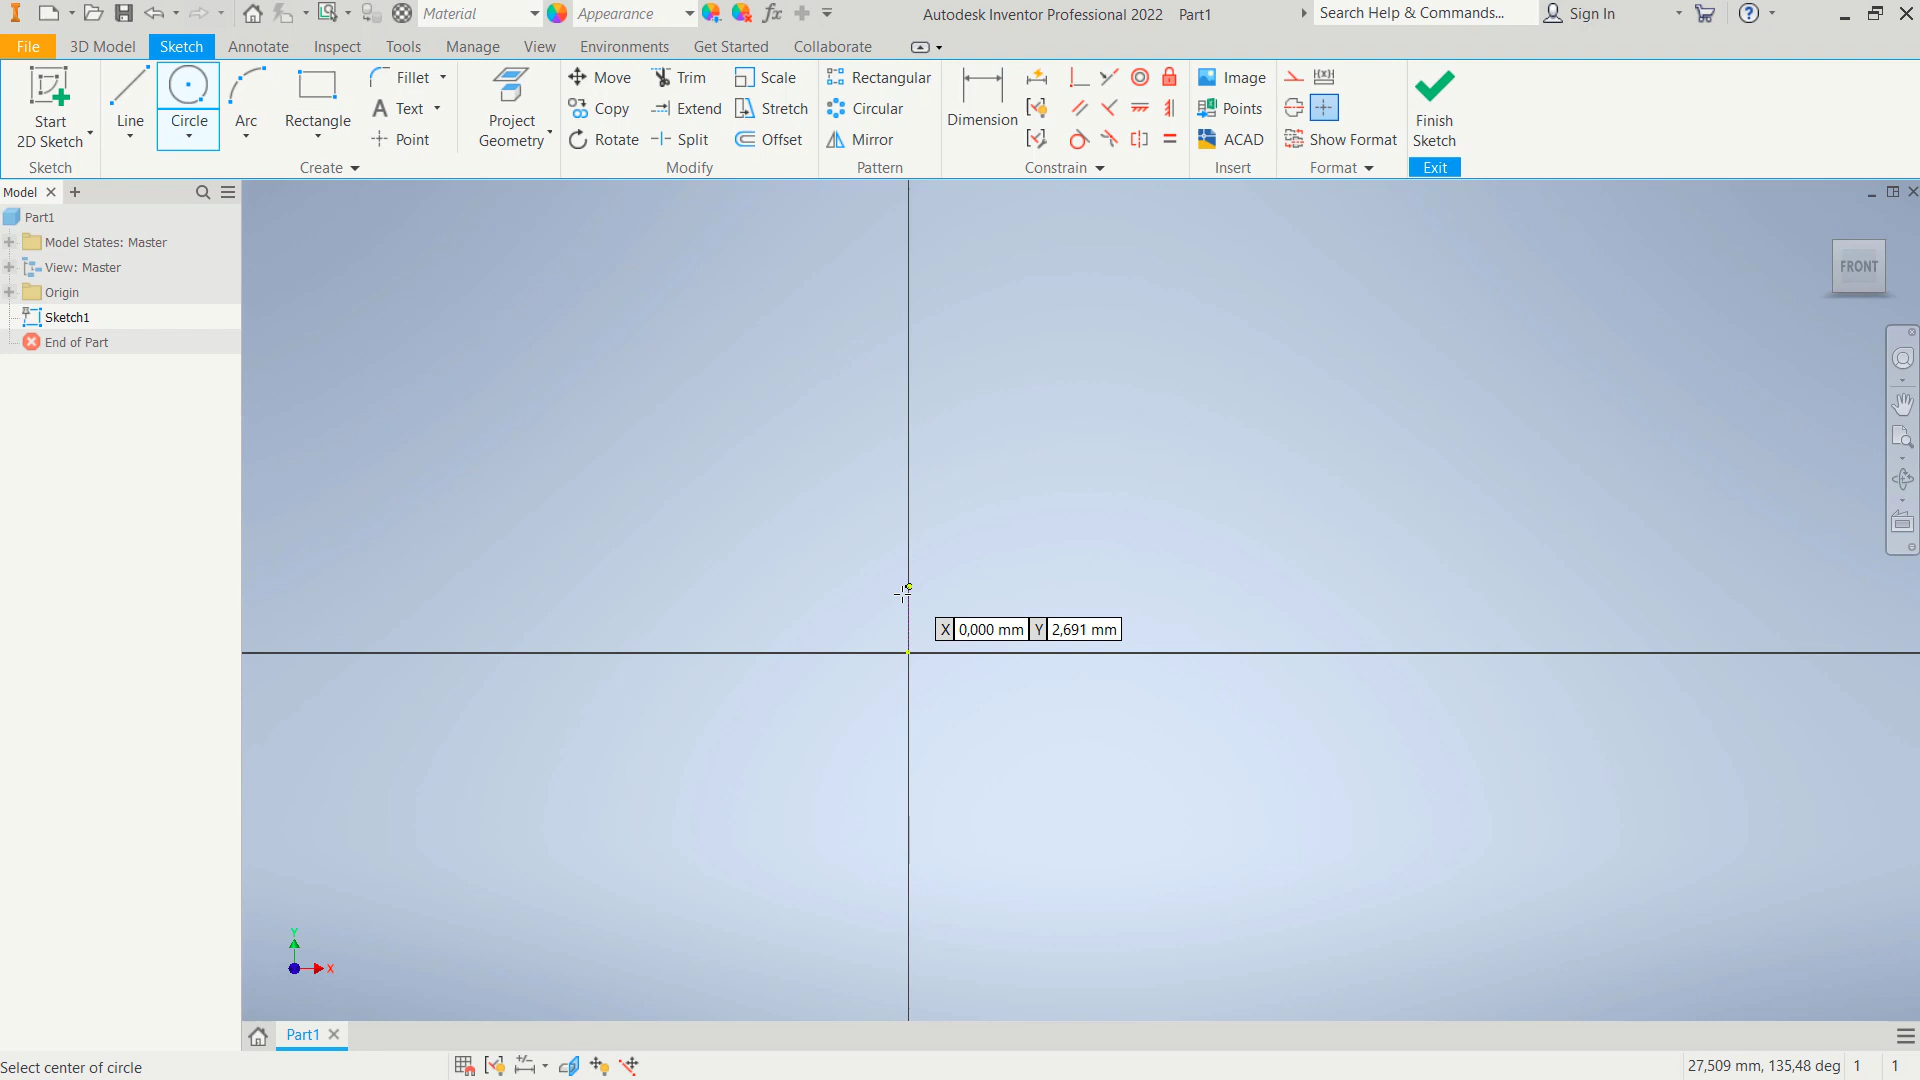 Material
Appearance
Autodesk Inventor Professional 2022 Part1
Search Help & Commands...
Sign In
File
3D Model
Sketch
Annotate
Inspect
Tools
Manage
View
Environments
Get Started
Collaborate
Start
2D Sketch
Line
Circle
Arc
Rectangle
Fillet
Text
Point
Project
Geometry
Move
Copy
Rotate
Trim
Extend
Split
Scale
Stretch
Offset
Rectangular
Circular
Mirror
Dimension
Image
Points
ACAD
Show Format
Finish
Sketch
Sketch
Create
Modify
Pattern
Constrain
Insert
Format
Exit
Model
Part1
Model States: Master
View: Master
Origin
Sketch1
End of Part
FRONT
X 0,000 mm Y 2,691 mm
Y
X
Part1
Select center of circle
27,509 mm, 135,48 deg 1 1